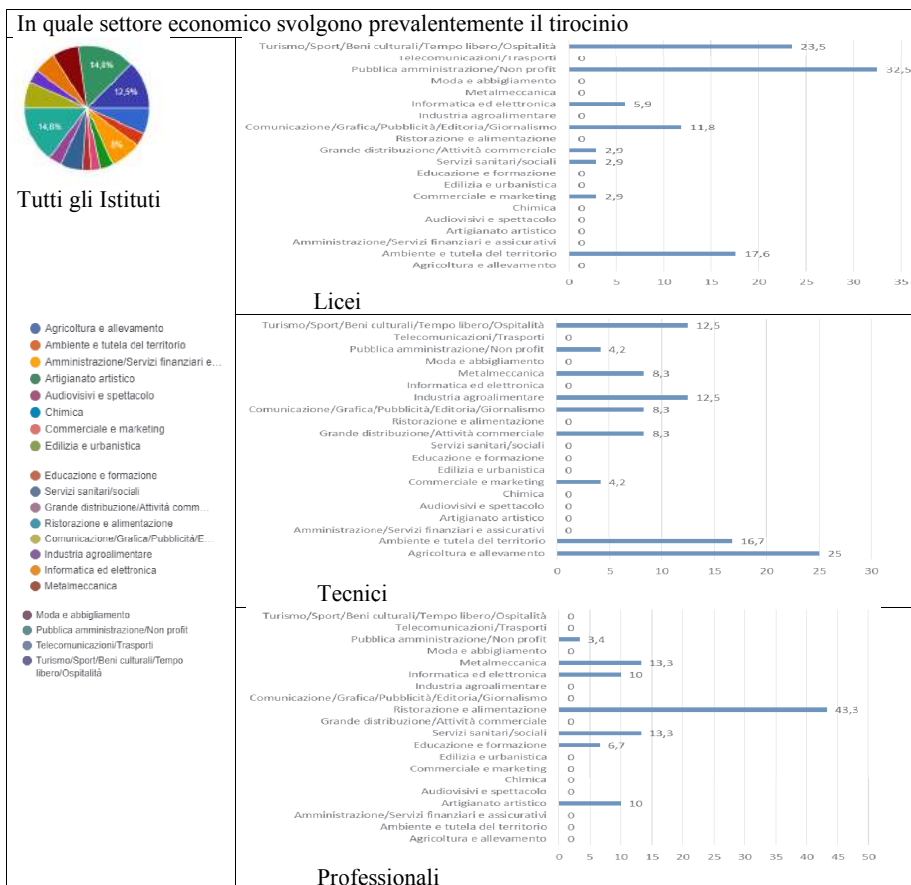 In quale settore economico svolgono prevalentemente il tirocinio
14,8%
12,5%
8%
14,8%
Tutti gli Istituti
Agricoltura e allevamento
Ambiente e tutela del territorio
Amministrazione/Servizi finanziari e...
Artigianato artistico
Audiovisivi e spettacolo
Chimica
Commerciale e marketing
Edilizia e urbanistica
Educazione e formazione
Servizi sanitari/sociali
Grande distribuzione/Attività comm...
Ristorazione e alimentazione
Comunicazione/Grafica/Pubblicità/E...
Industria agroalimentare
Informatica ed elettronica
Metalmeccanica
Moda e abbigliamento
Pubblica amministrazione/Non profit
Telecomunicazioni/Trasporti
Turismo/Sport/Beni culturali/Tempo
libero/Ospitalità
Turismo/Sport/Beni culturali/Tempo libero/Ospitalità 23,5
Telecomunicazioni/Trasporti 0
Pubblica amministrazione/Non profit 32,5
Moda e abbigliamento 0
Metalmeccanica 0
Informatica ed elettronica 5,9
Industria agroalimentare 0
Comunicazione/Grafica/Pubblicità/Editoria/Giornalismo 11,8
Ristorazione e alimentazione 0
Grande distribuzione/Attività commerciale 2,9
Servizi sanitari/sociali 2,9
Educazione e formazione 0
Edilizia e urbanistica 0
Commerciale e marketing 2,9
Chimica 0
Audiovisivi e spettacolo 0
Artigianato artistico 0
Amministrazione/Servizi finanziari e assicurativi 0
Ambiente e tutela del territorio 17,6
Agricoltura e allevamento 0
0 5 10 15 20 25 30 35
Licei
Turismo/Sport/Beni culturali/Tempo libero/Ospitalità 12,5
Telecomunicazioni/Trasporti 0
Pubblica amministrazione/Non profit 4,2
Moda e abbigliamento 0
Metalmeccanica 8,3
Informatica ed elettronica 0
Industria agroalimentare 12,5
Comunicazione/Grafica/Pubblicità/Editoria/Giornalismo 8,3
Ristorazione e alimentazione 0
Grande distribuzione/Attività commerciale 8,3
Servizi sanitari/sociali 0
Educazione e formazione 0
Edilizia e urbanistica 0
Commerciale e marketing 4,2
Chimica 0
Audiovisivi e spettacolo 0
Artigianato artistico 0
Amministrazione/Servizi finanziari e assicurativi 0
Ambiente e tutela del territorio 16,7
Agricoltura e allevamento 25
0 5 10 15 20 25 30
Tecnici
Turismo/Sport/Beni culturali/Tempo libero/Ospitalità 0
Telecomunicazioni/Trasporti 0
Pubblica amministrazione/Non profit 3,4
Moda e abbigliamento 0
Metalmeccanica 13,3
Informatica ed elettronica 10
Industria agroalimentare 0
Comunicazione/Grafica/Pubblicità/Editoria/Giornalismo 0
Ristorazione e alimentazione 43,3
Grande distribuzione/Attività commerciale 0
Servizi sanitari/sociali 13,3
Educazione e formazione 6,7
Edilizia e urbanistica 0
Commerciale e marketing 0
Chimica 0
Audiovisivi e spettacolo 0
Artigianato artistico 10
Amministrazione/Servizi finanziari e assicurativi 0
Ambiente e tutela del territorio 0
Agricoltura e allevamento 0
0 5 10 15 20 25 30 35 40 45 50
Professionali